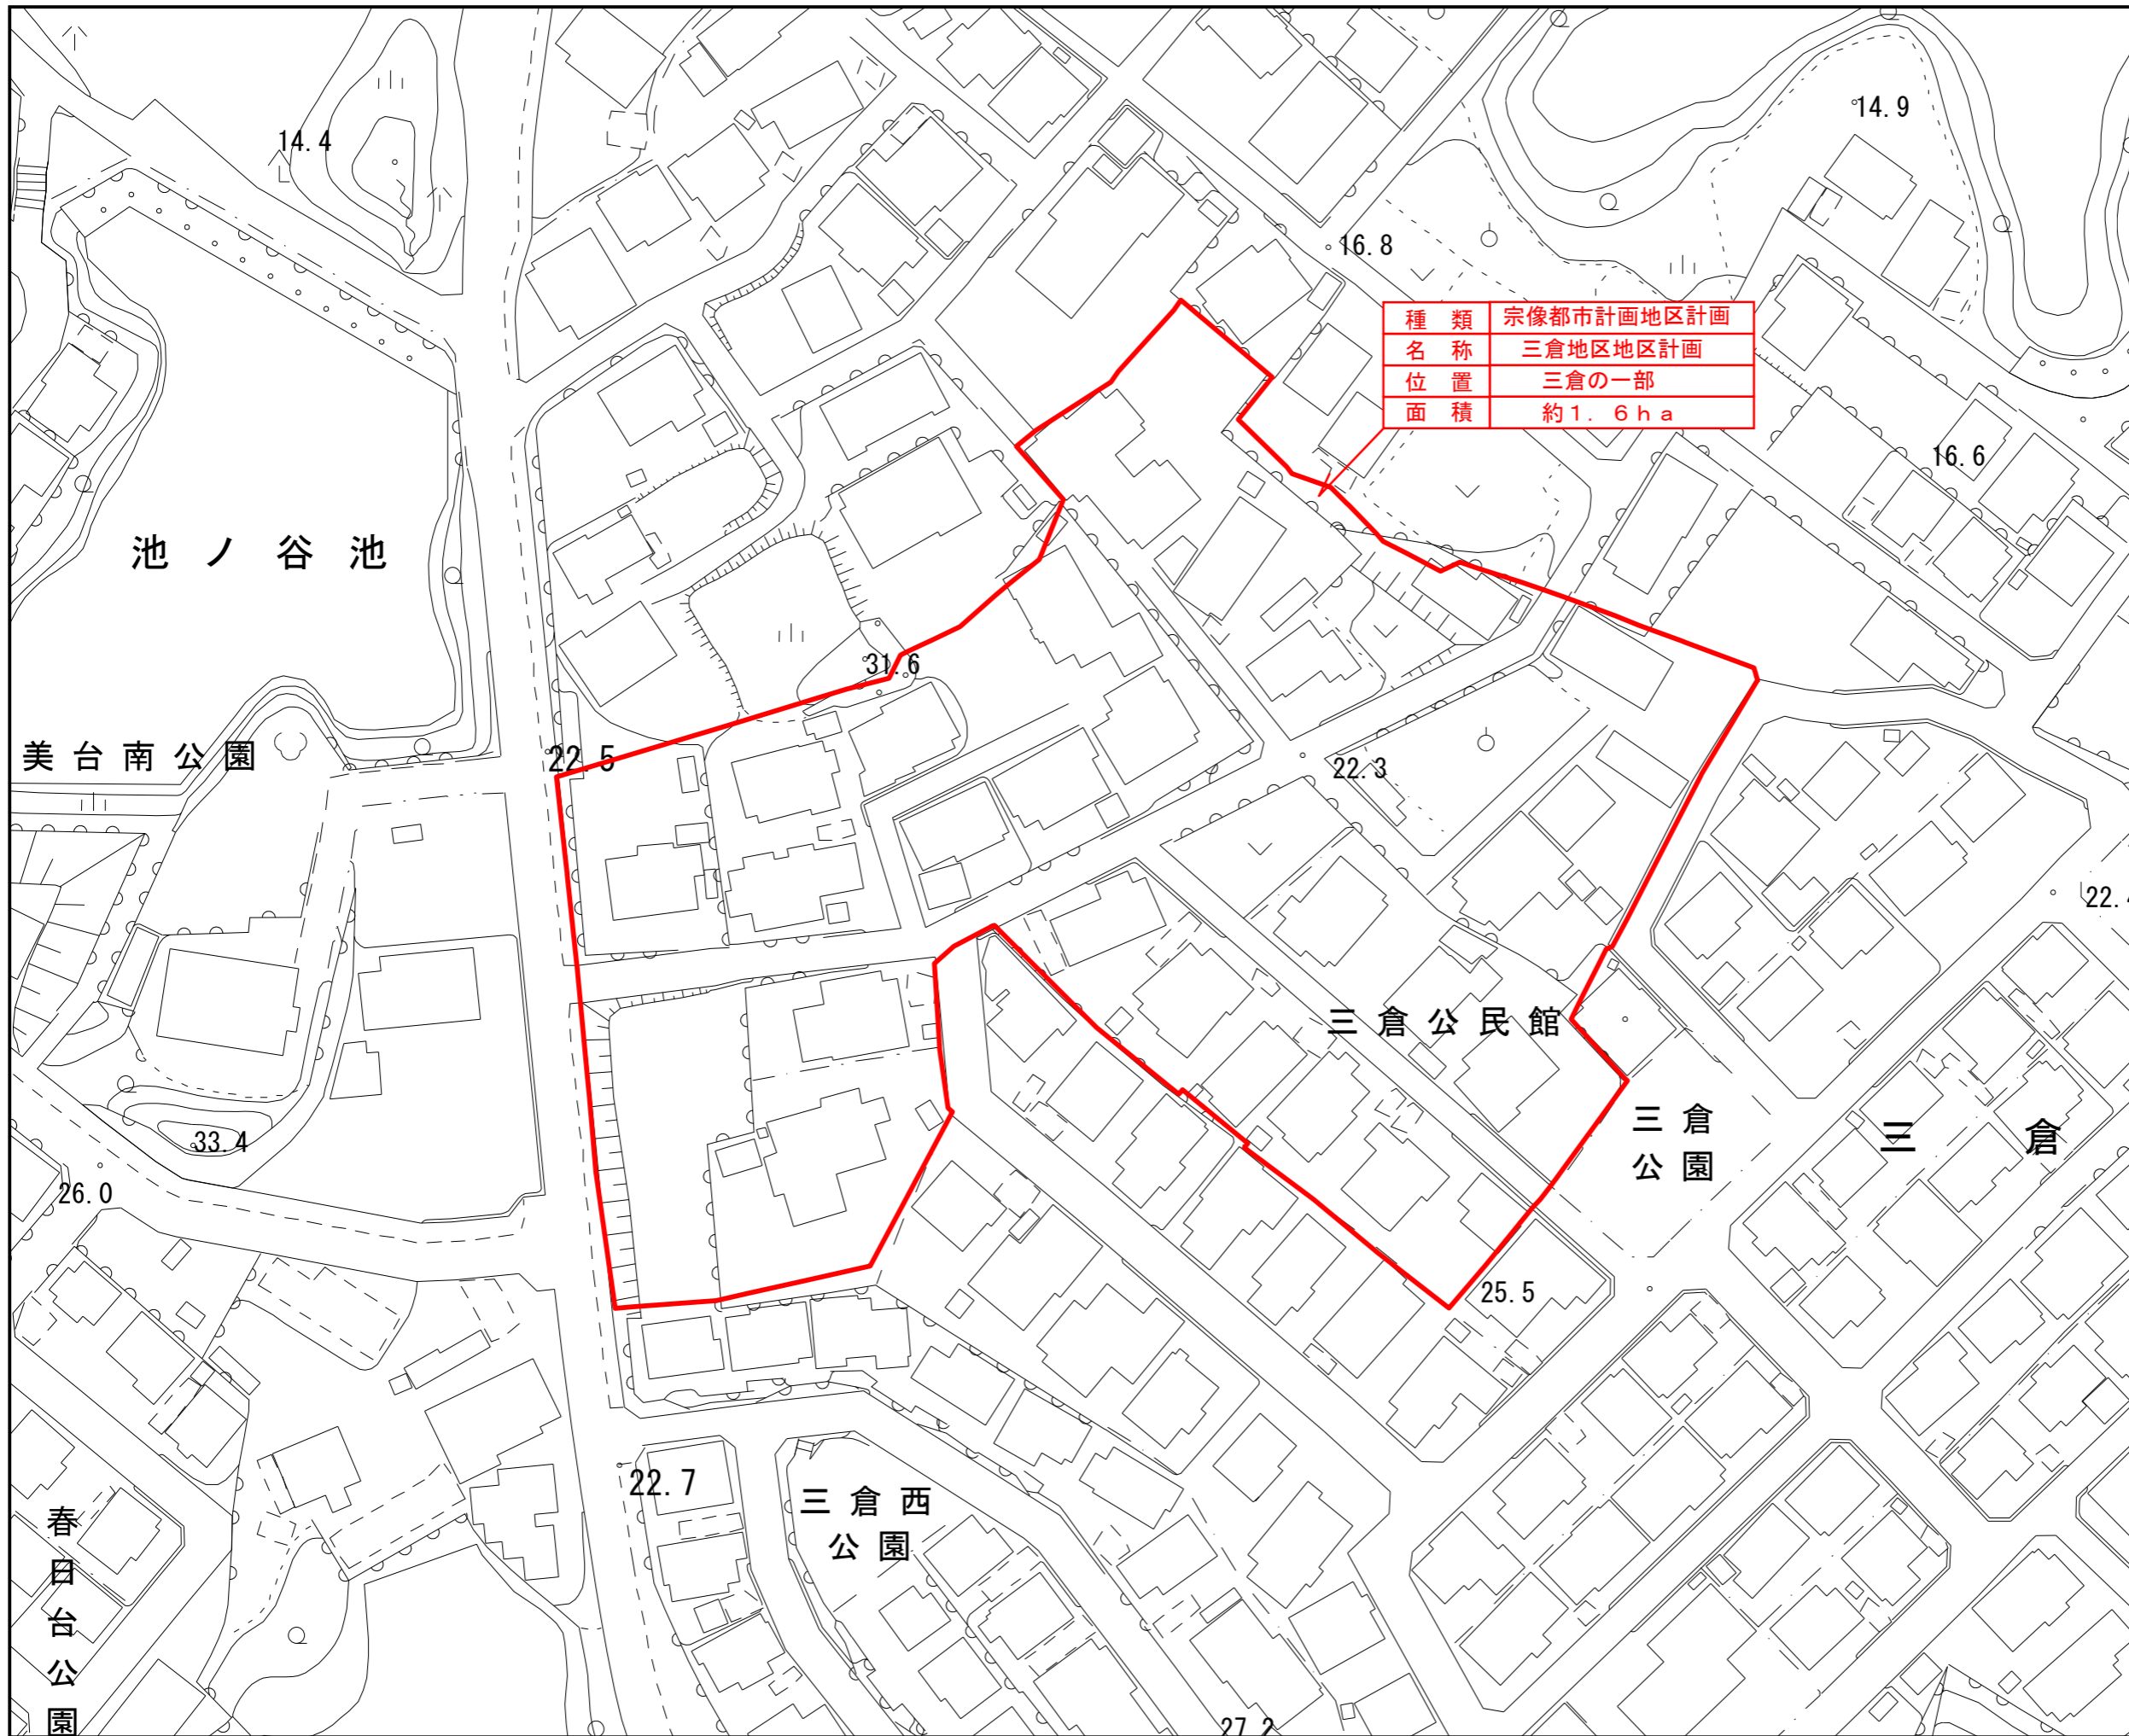 14.4
14.9
16.8
種類 宗像都市計画地区計画
名称 三倉地区地区計画
位置 三倉の一部
面積 約1.6ha
16.6
池ノ谷池
31.6
美台南公園
22.5
22.3
22.4
三倉公民館
三倉
公園
三倉
33.4
26.0
25.5
22.7
三倉西
公園
春日台公園
27.2